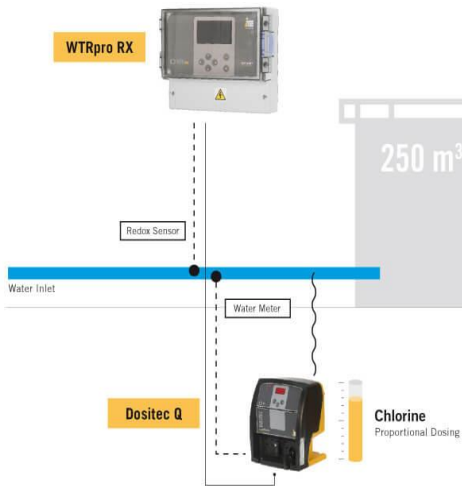 WTRpro RX
250 m³
Redox Sensor
Water Inlet
Water Meter
Dositec Q
Chlorine
Proportional Dosing